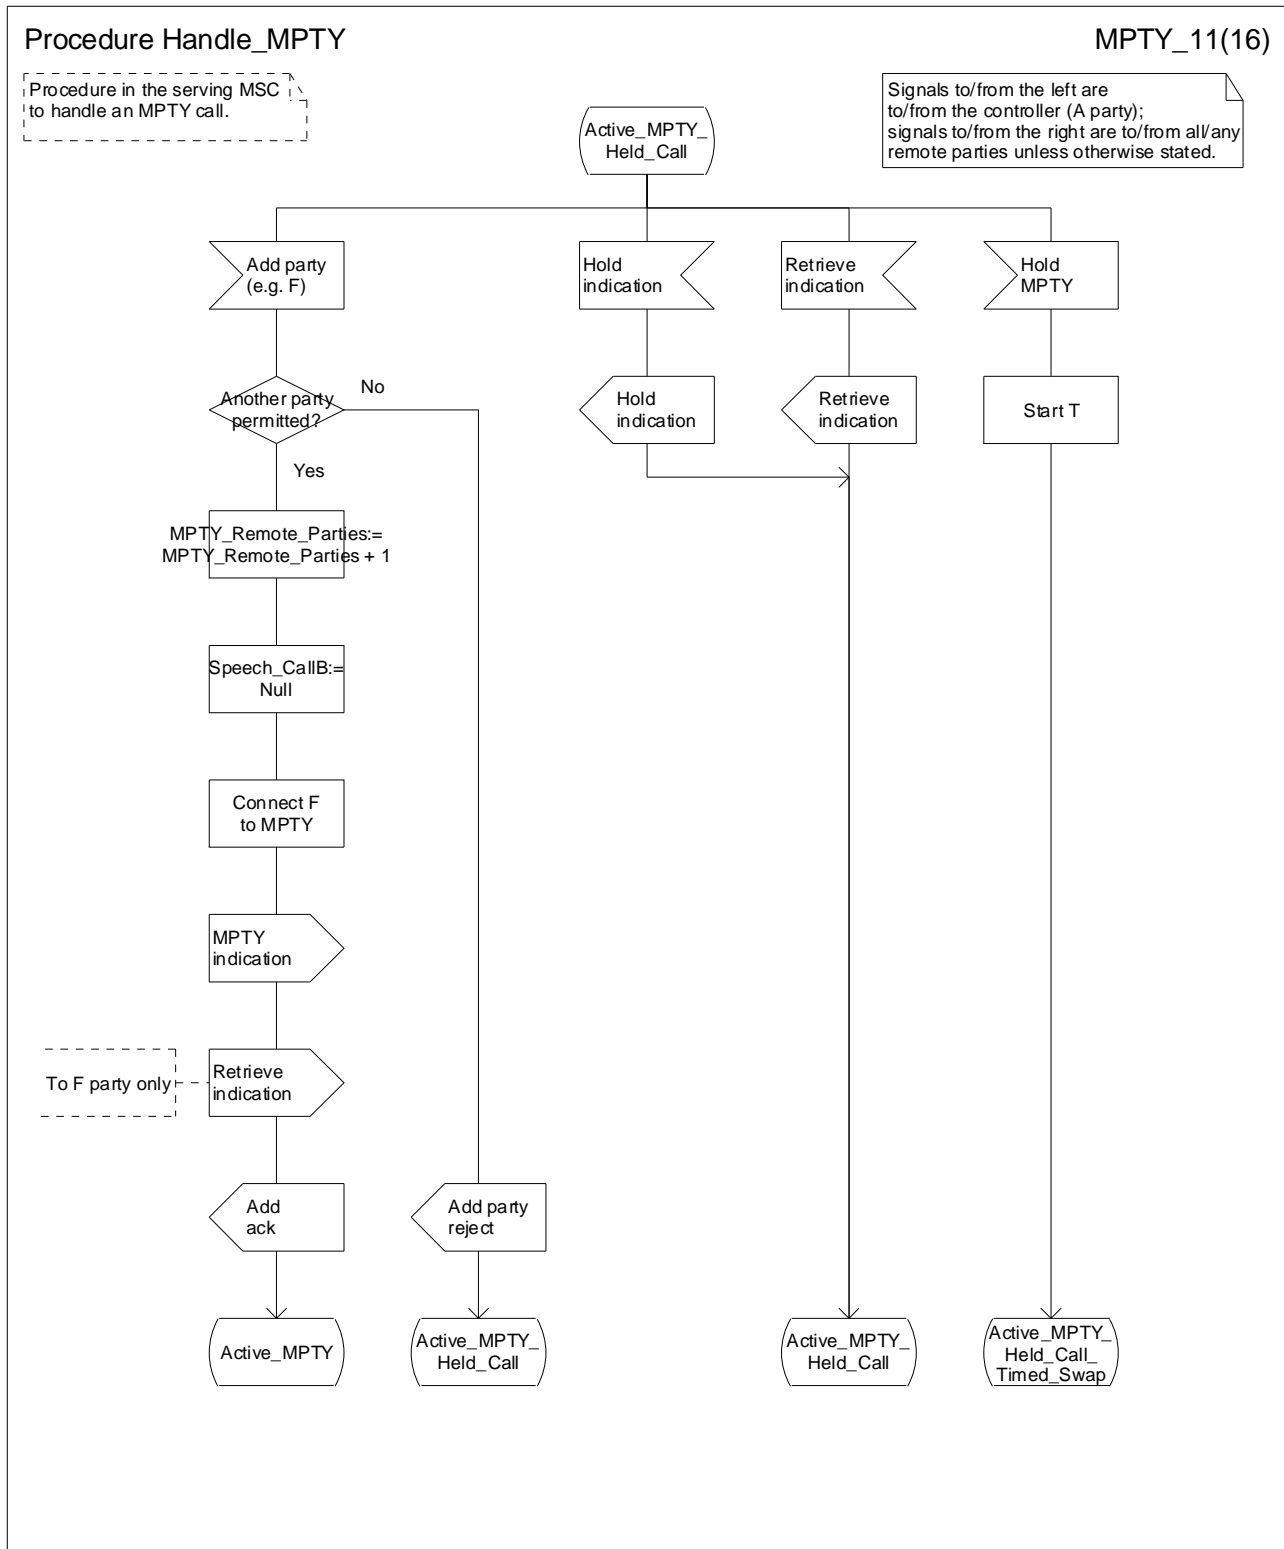 Procedure Handle_MPTY
MPTY_11(16)
Procedure in the serving MSC
to handle an MPTY call.
Signals to/from the left are
to/from the controller (A party);
signals to/from the right are to/from all/any
remote parties unless otherwise stated.
Active_MPTY_
Held_Call
Add party
(e.g. F)
Hold
indication
Retrieve
indication
Hold
MPTY
Another party
permitted?
No
Yes
Hold
indication
Retrieve
indication
Start T
MPTY_Remote_Parties:=
MPTY_Remote_Parties + 1
Speech_CallB:=
Null
Connect F
to MPTY
MPTY
indication
To F party only
Retrieve
indication
Add
ack
Add party
reject
Active_MPTY
Active_MPTY_
Held_Call
Active_MPTY_
Held_Call
Active_MPTY_
Held_Call_
Timed_Swap